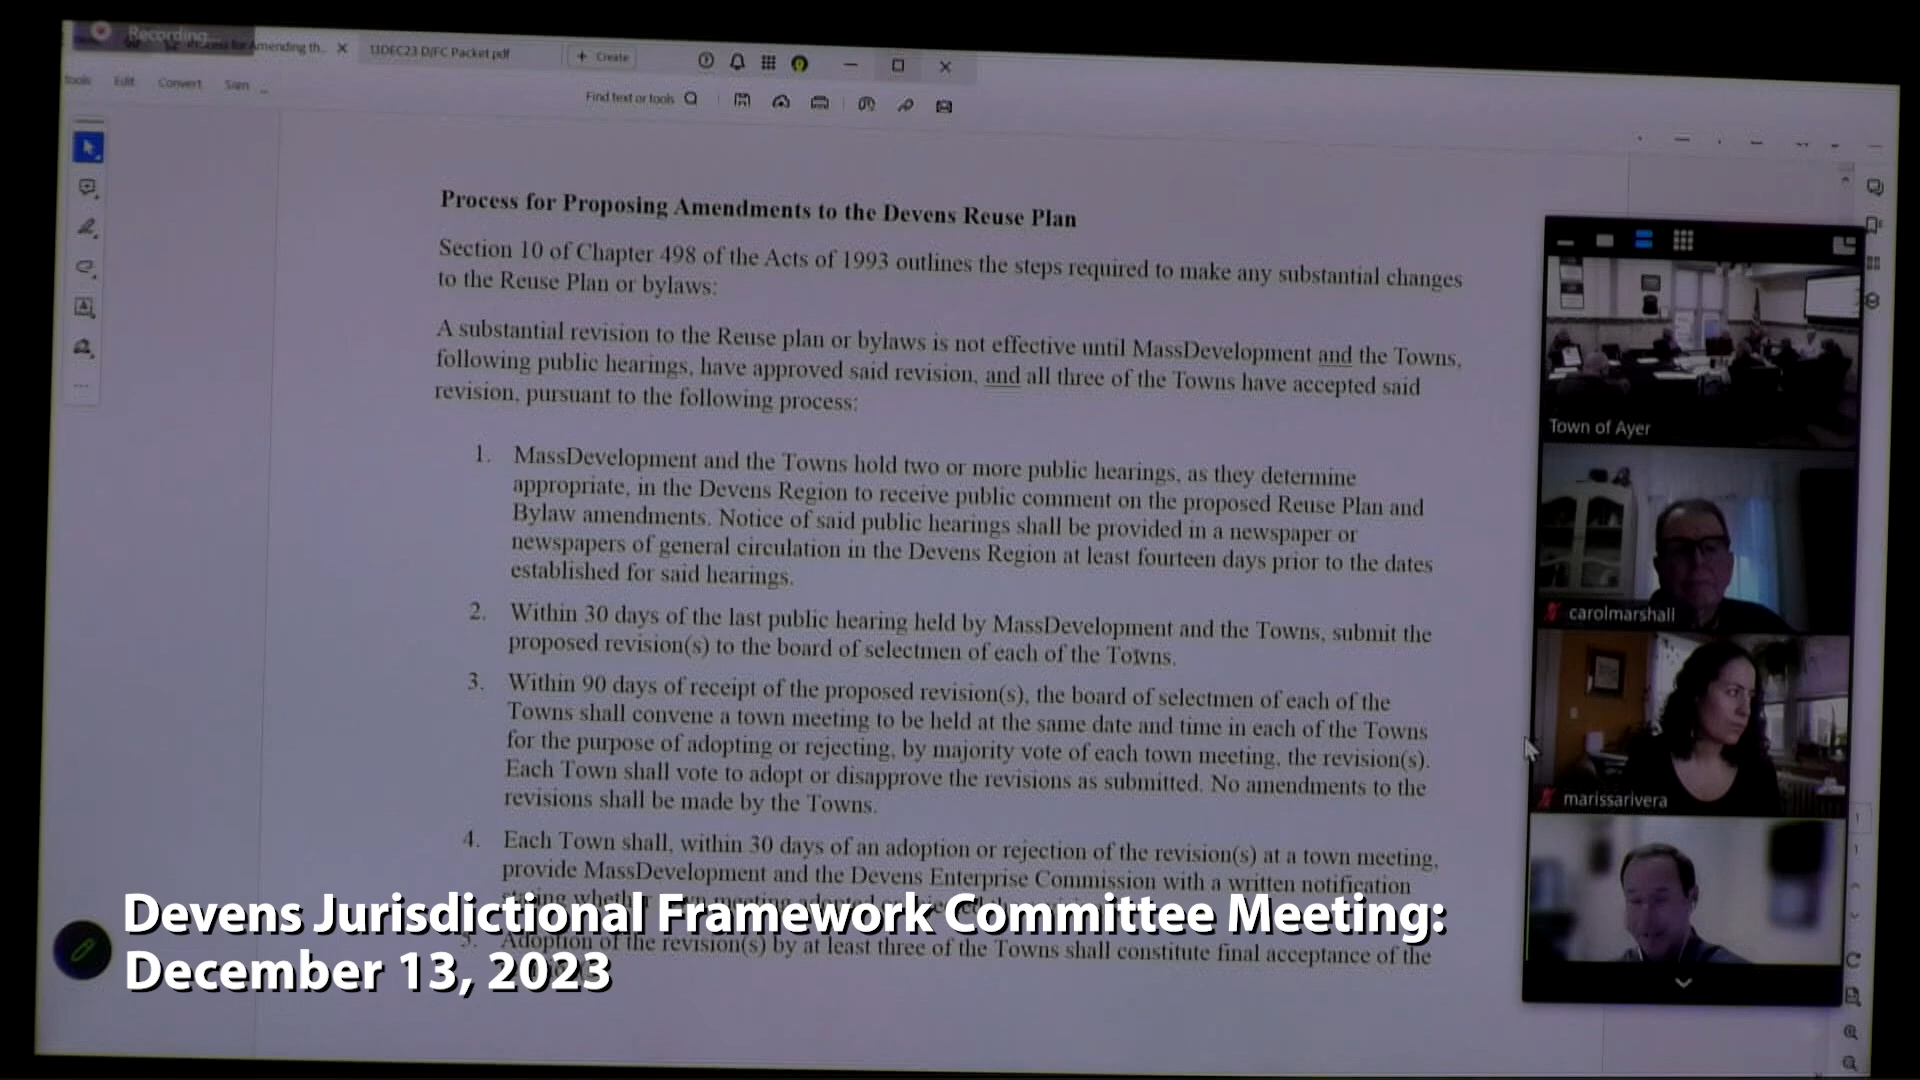 Recording...
Amending th... 13DEC23 DJFC Packet.pdf + Create
tools Edit Convert Sign
Find text or tools
Process for Proposing Amendments to the Devens Reuse Plan
Section 10 of Chapter 498 of the Acts of 1993 outlines the steps required to make any substantial changes
to the Reuse Plan or bylaws:
A substantial revision to the Reuse plan or bylaws is not effective until MassDevelopment and the Towns,
following public hearings, have approved said revision, and all three of the Towns have accepted said
revision, pursuant to the following process:
1. MassDevelopment and the Towns hold two or more public hearings, as they determine
appropriate, in the Devens Region to receive public comment on the proposed Reuse Plan and
Bylaw amendments. Notice of said public hearings shall be provided in a newspaper or
newspapers of general circulation in the Devens Region at least fourteen days prior to the dates
established for said hearings.
2. Within 30 days of the last public hearing held by MassDevelopment and the Towns, submit the
proposed revision(s) to the board of selectmen of each of the Towns.
3. Within 90 days of receipt of the proposed revision(s), the board of selectmen of each of the
Towns shall convene a town meeting to be held at the same date and time in each of the Towns
for the purpose of adopting or rejecting, by majority vote of each town meeting, the revision(s).
Each Town shall vote to adopt or disapprove the revisions as submitted. No amendments to the
revisions shall be made by the Towns.
4. Each Town shall, within 30 days of an adoption or rejection of the revision(s) at a town meeting,
provide MassDevelopment and the Devens Enterprise Commission with a written notification
5. Adoption of the revision(s) by at least three of the Towns shall constitute final acceptance of the
Town of Ayer
carolmarshall
marissarivera
Devens Jurisdictional Framework Committee Meeting:
December 13, 2023